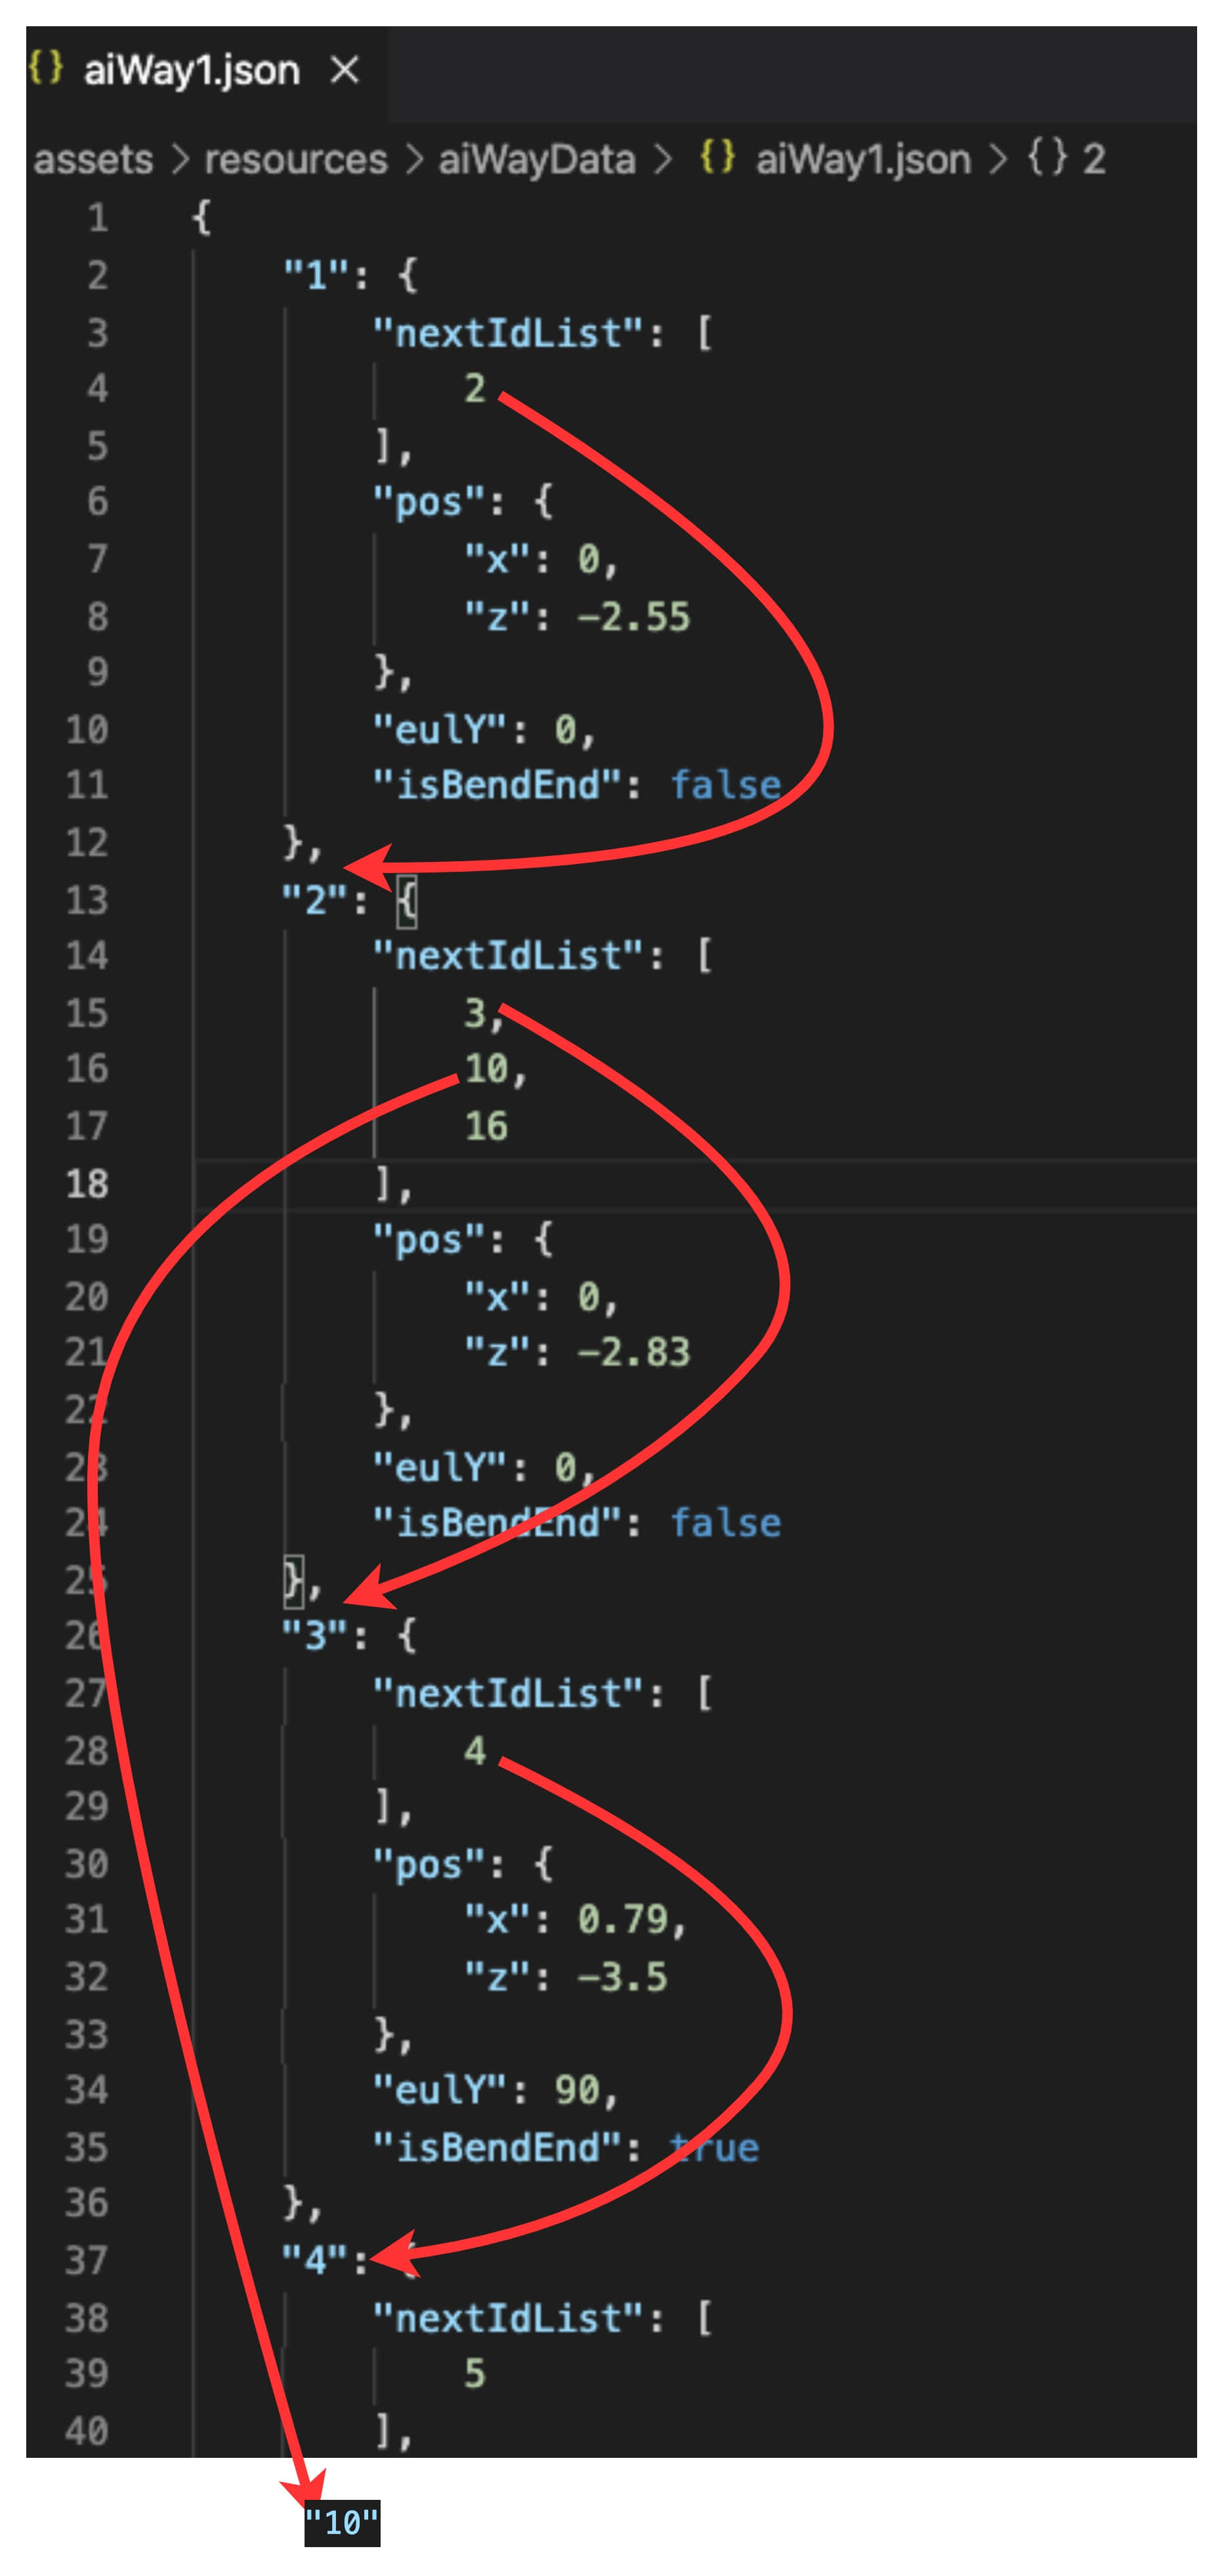 {} aiWay1.json ×
assets > resources > aiWayData > {} aiWay1.json > {} 2
1 {
2 "1": {
3 "nextIdList": [
4 2
5 ],
6 "pos": {
7 "x": 0,
8 "z": -2.55
9 },
10 "eulY": 0,
11 "isBendEnd": false
12 },
13 "2": {
14 "nextIdList": [
15 3,
16 10,
17 16
18 ],
19 "pos": {
20 "x": 0,
21 "z": -2.83
22 },
23 "eulY": 0,
24 "isBendEnd": false
25 },
26 "3": {
27 "nextIdList": [
28 4
29 ],
30 "pos": {
31 "x": 0.79,
32 "z": -3.5
33 },
34 "eulY": 90,
35 "isBendEnd": true
36 },
37 "4": {
38 "nextIdList": [
39 5
40 ],
"10"